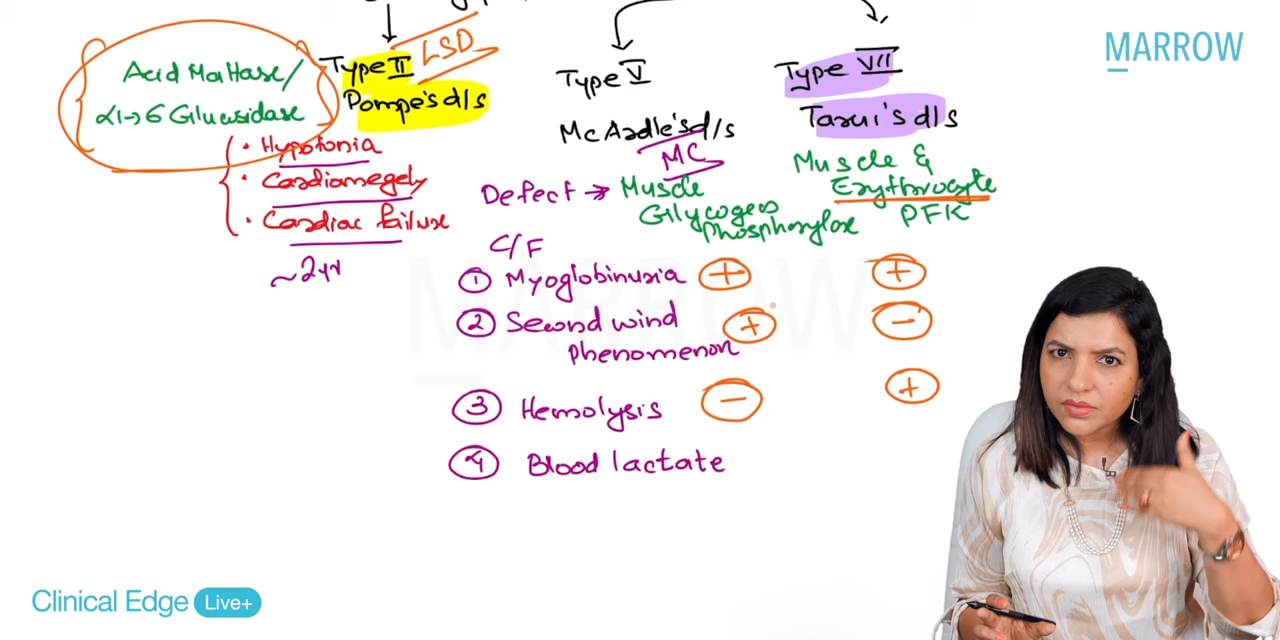 MARROW
Type II LSD
Pompe's d/s
Acid Maltase/
α1→6 Glucosidase
• Hypotonia
• Cardiomegely
• Cardiac failure
~2yr
Type V
McArdle's d/s
MC
Type VII
Tarui's d/s
Defect → Muscle
Glycogen
Phosphorylase
Muscle &
Erythrocyte
PFK
C/F
① Myoglobinuria + +
② Second wind + -
phenomenon
③ Hemolysis - +
④ Blood lactate
MARROW
Clinical Edge Live+